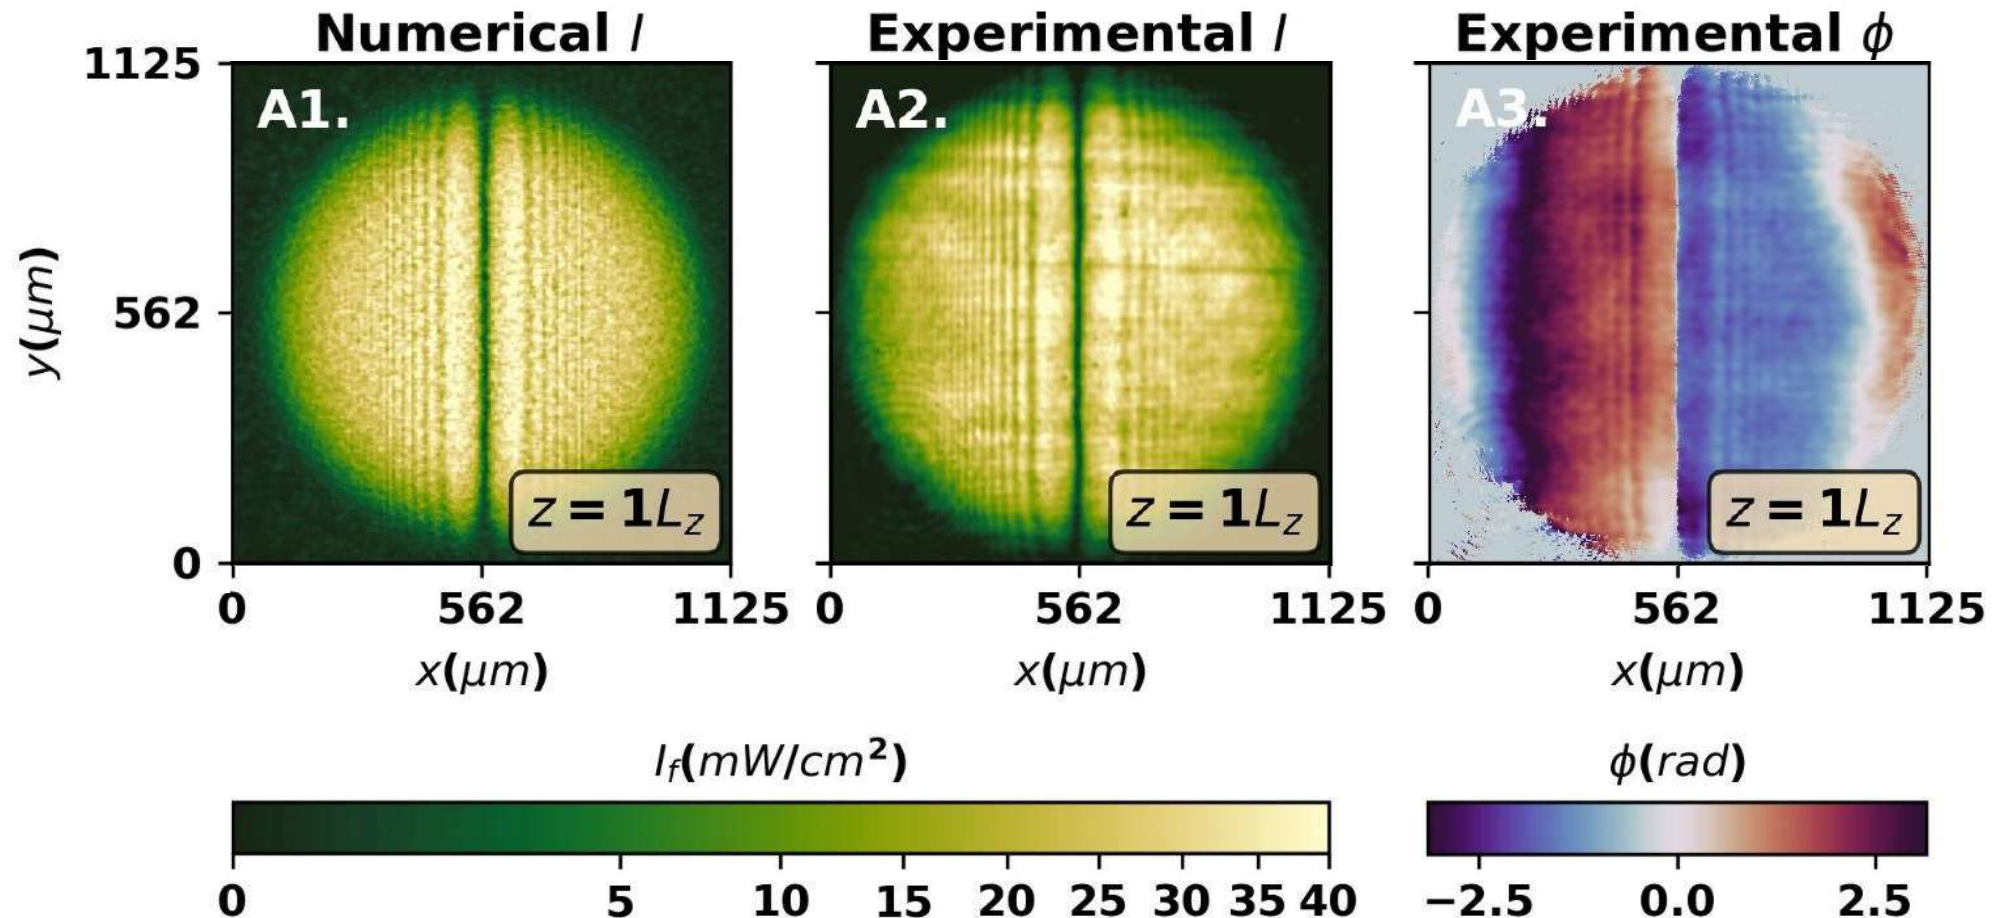 Numerical I
Experimental I
Experimental ϕ
1125
562
0
y(μm)
A1.
A2.
A3.
z = 1L_z
z = 1L_z
z = 1L_z
0 562 1125
0 562 1125
0 562 1125
x(μm)
x(μm)
x(μm)
I_f(mW/cm²)
0 5 10 15 20 25 30 35 40
ϕ(rad)
−2.5 0.0 2.5